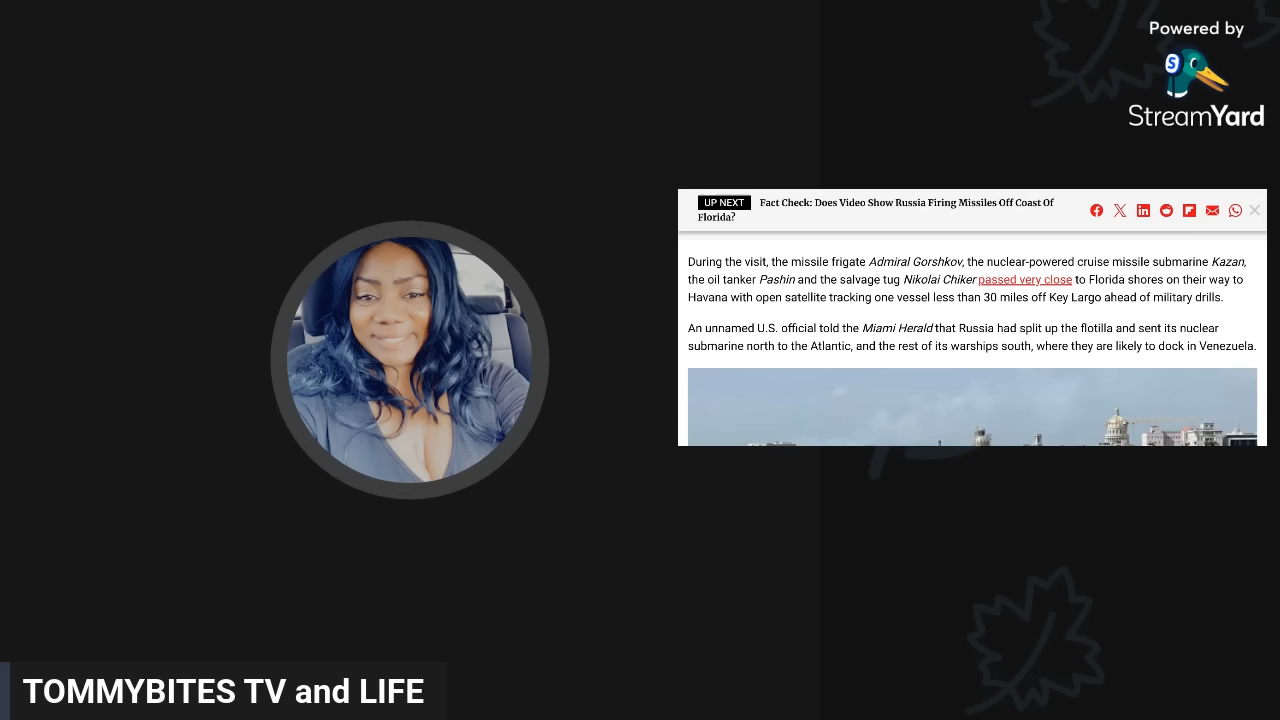 Powered by
S
StreamYard
UP NEXT Fact Check: Does Video Show Russia Firing Missiles Off Coast Of
Florida?
During the visit, the missile frigate Admiral Gorshkov, the nuclear-powered cruise missile submarine Kazan,
the oil tanker Pashin and the salvage tug Nikolai Chiker passed very close to Florida shores on their way to
Havana with open satellite tracking one vessel less than 30 miles off Key Largo ahead of military drills.
An unnamed U.S. official told the Miami Herald that Russia had split up the flotilla and sent its nuclear
submarine north to the Atlantic, and the rest of its warships south, where they are likely to dock in Venezuela.
TOMMYBITES TV and LIFE